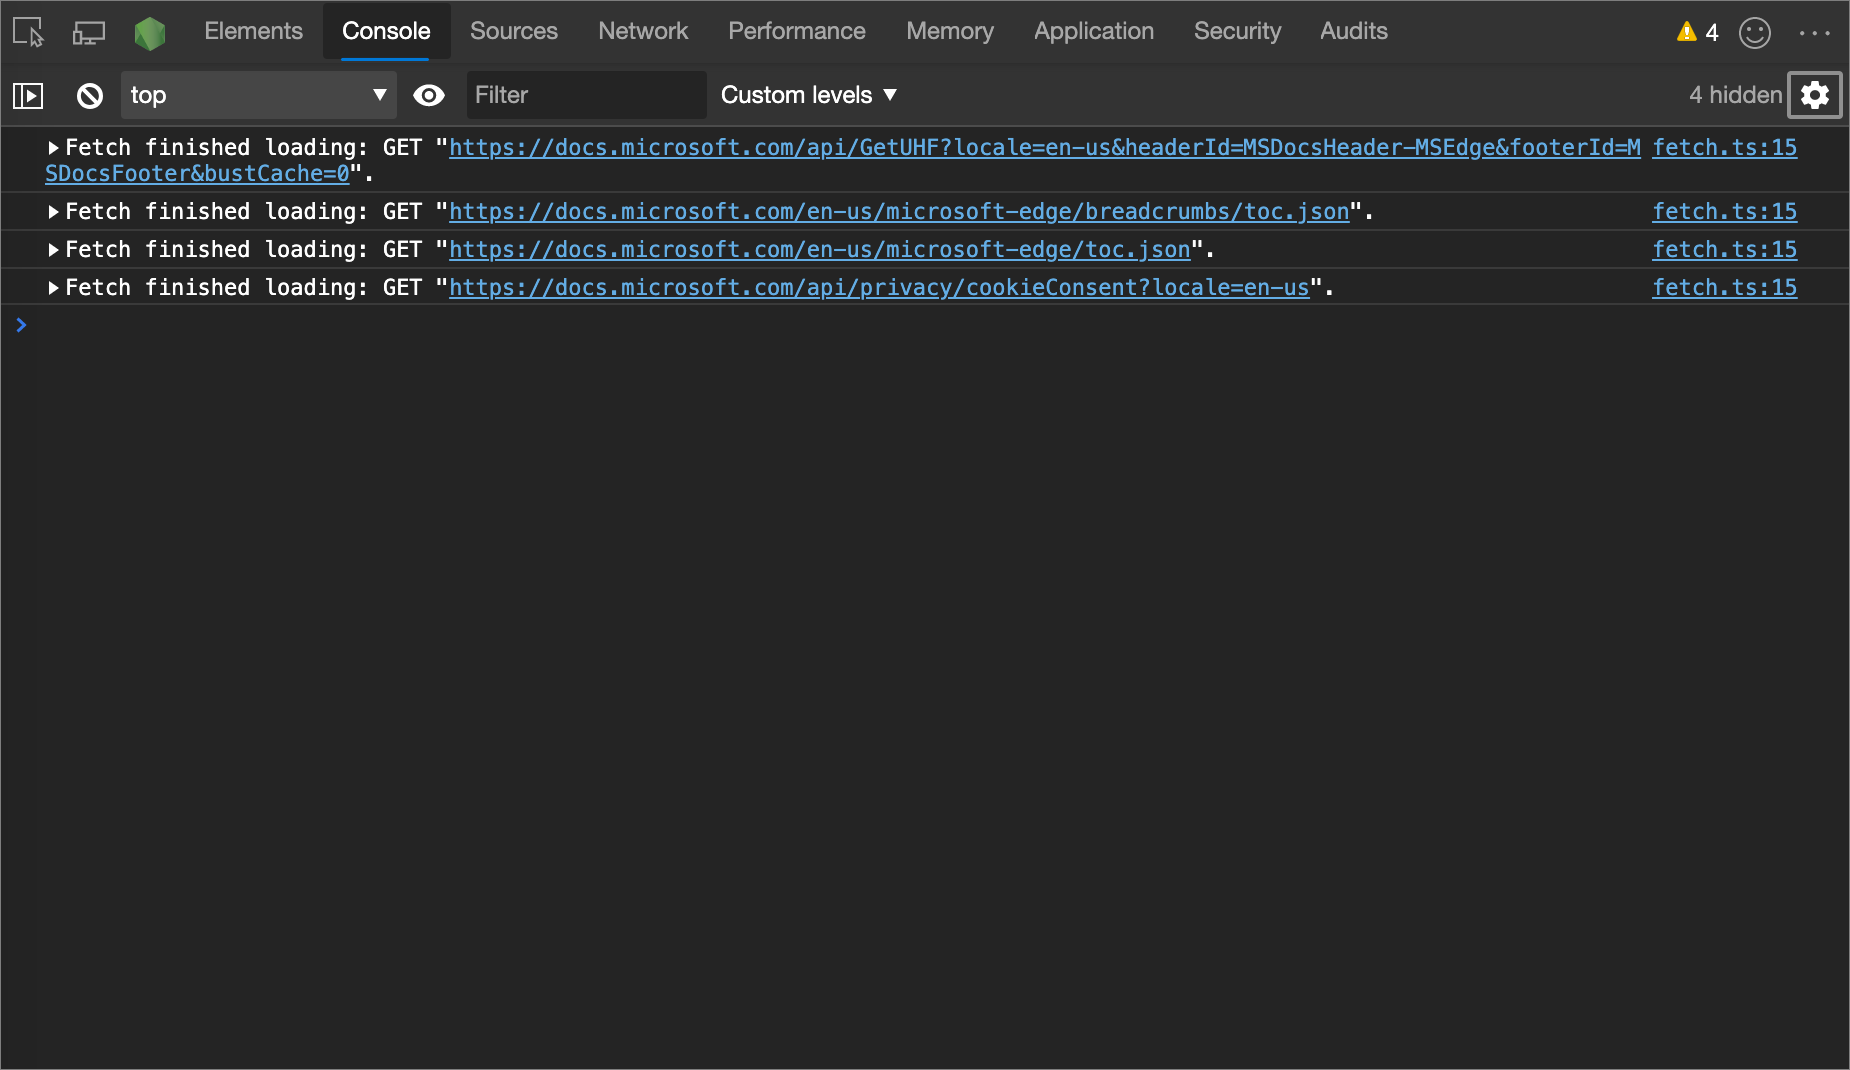 Elements Console Sources Network Performance Memory Application Security Audits 4
top Filter Custom levels 4 hidden
Fetch finished loading: GET "https://docs.microsoft.com/api/GetUHF?locale=en-us&headerId=MSDocsHeader-MSEdge&footerId=M fetch.ts:15
SDocsFooter&bustCache=0".
Fetch finished loading: GET "https://docs.microsoft.com/en-us/microsoft-edge/breadcrumbs/toc.json". fetch.ts:15
Fetch finished loading: GET "https://docs.microsoft.com/en-us/microsoft-edge/toc.json". fetch.ts:15
Fetch finished loading: GET "https://docs.microsoft.com/api/privacy/cookieConsent?locale=en-us". fetch.ts:15